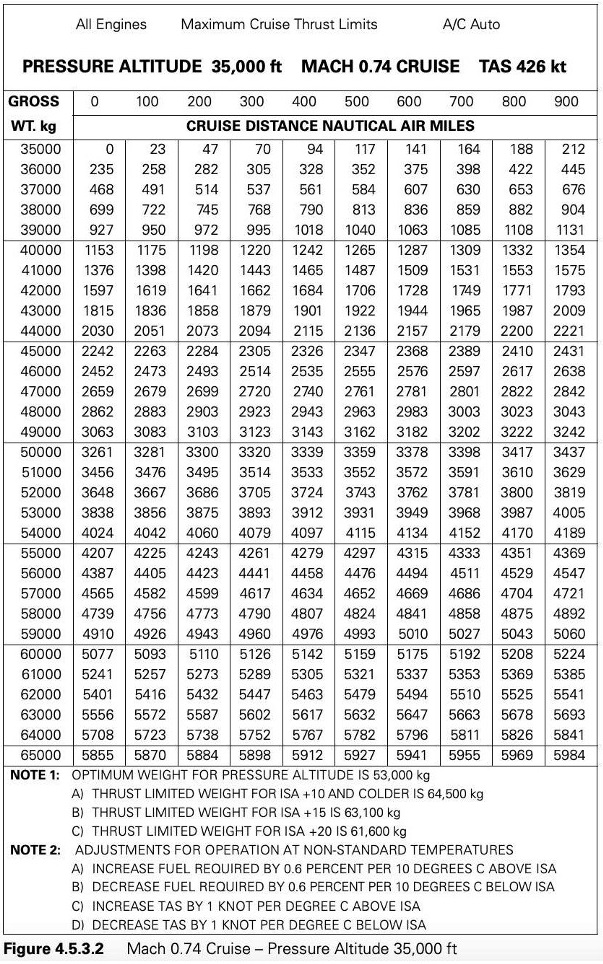 All Engines Maximum Cruise Thrust Limits A/C Auto
PRESSURE ALTITUDE 35,000 ft MACH 0.74 CRUISE TAS 426 kt
GROSS 0 100 200 300 400 500 600 700 800 900
WT. kg CRUISE DISTANCE NAUTICAL AIR MILES
35000 0 23 47 70 94 117 141 164 188 212
36000 235 258 282 305 328 352 375 398 422 445
37000 468 491 514 537 561 584 607 630 653 676
38000 699 722 745 768 790 813 836 859 882 904
39000 927 950 972 995 1018 1040 1063 1085 1108 1131
40000 1153 1175 1198 1220 1242 1265 1287 1309 1332 1354
41000 1376 1398 1420 1443 1465 1487 1509 1531 1553 1575
42000 1597 1619 1641 1662 1684 1706 1728 1749 1771 1793
43000 1815 1836 1858 1879 1901 1922 1944 1965 1987 2009
44000 2030 2051 2073 2094 2115 2136 2157 2179 2200 2221
45000 2242 2263 2284 2305 2326 2347 2368 2389 2410 2431
46000 2452 2473 2493 2514 2535 2555 2576 2597 2617 2638
47000 2659 2679 2699 2720 2740 2761 2781 2801 2822 2842
48000 2862 2883 2903 2923 2943 2963 2983 3003 3023 3043
49000 3063 3083 3103 3123 3143 3162 3182 3202 3222 3242
50000 3261 3281 3300 3320 3339 3359 3378 3398 3417 3437
51000 3456 3476 3495 3514 3533 3552 3572 3591 3610 3629
52000 3648 3667 3686 3705 3724 3743 3762 3781 3800 3819
53000 3838 3856 3875 3893 3912 3931 3949 3968 3987 4005
54000 4024 4042 4060 4079 4097 4115 4134 4152 4170 4189
55000 4207 4225 4243 4261 4279 4297 4315 4333 4351 4369
56000 4387 4405 4423 4441 4458 4476 4494 4511 4529 4547
57000 4565 4582 4599 4617 4634 4652 4669 4686 4704 4721
58000 4739 4756 4773 4790 4807 4824 4841 4858 4875 4892
59000 4910 4926 4943 4960 4976 4993 5010 5027 5043 5060
60000 5077 5093 5110 5126 5142 5159 5175 5192 5208 5224
61000 5241 5257 5273 5289 5305 5321 5337 5353 5369 5385
62000 5401 5416 5432 5447 5463 5479 5494 5510 5525 5541
63000 5556 5572 5587 5602 5617 5632 5647 5663 5678 5693
64000 5708 5723 5738 5752 5767 5782 5796 5811 5826 5841
65000 5855 5870 5884 5898 5912 5927 5941 5955 5969 5984
NOTE 1: OPTIMUM WEIGHT FOR PRESSURE ALTITUDE IS 53,000 kg
A) THRUST LIMITED WEIGHT FOR ISA +10 AND COLDER IS 64,500 kg
B) THRUST LIMITED WEIGHT FOR ISA +15 IS 63,100 kg
C) THRUST LIMITED WEIGHT FOR ISA +20 IS 61,600 kg
NOTE 2: ADJUSTMENTS FOR OPERATION AT NON-STANDARD TEMPERATURES
A) INCREASE FUEL REQUIRED BY 0.6 PERCENT PER 10 DEGREES C ABOVE ISA
B) DECREASE FUEL REQUIRED BY 0.6 PERCENT PER 10 DEGREES C BELOW ISA
C) INCREASE TAS BY 1 KNOT PER DEGREE C ABOVE ISA
D) DECREASE TAS BY 1 KNOT PER DEGREE C BELOW ISA
Figure 4.5.3.2 Mach 0.74 Cruise – Pressure Altitude 35,000 ft